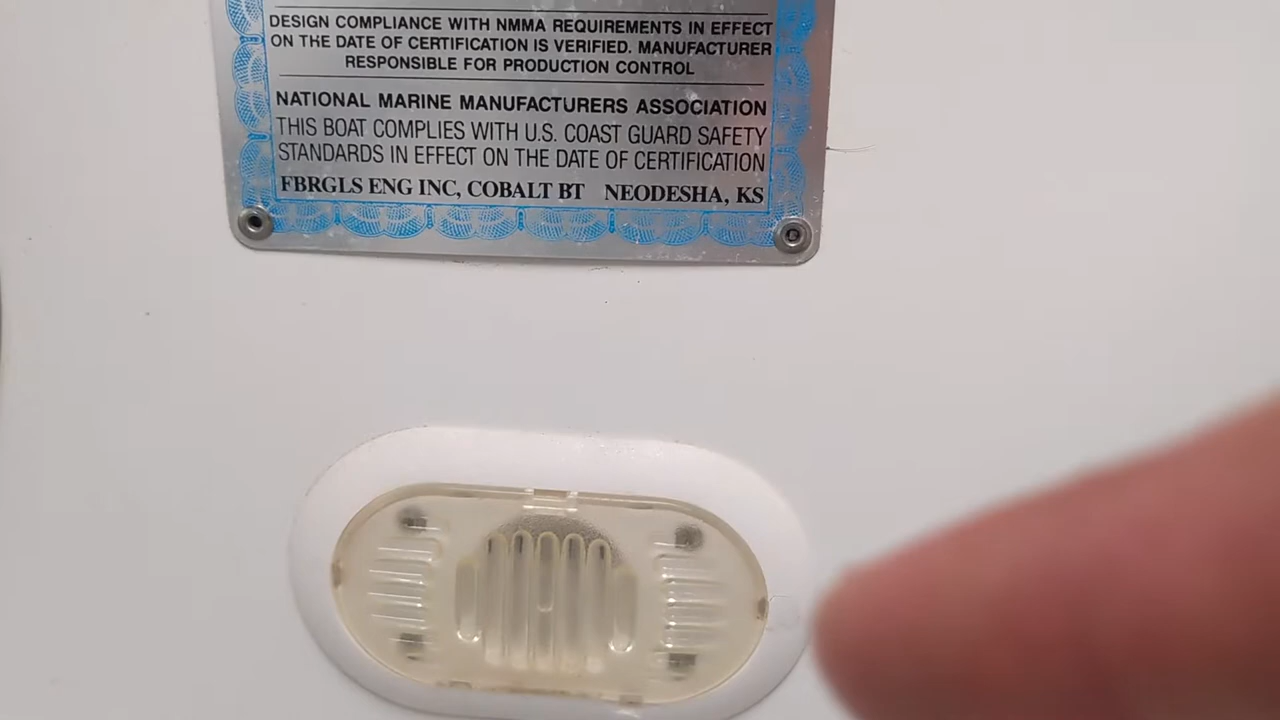 DESIGN COMPLIANCE WITH NMMA REQUIREMENTS IN EFFECT
ON THE DATE OF CERTIFICATION IS VERIFIED. MANUFACTURER
RESPONSIBLE FOR PRODUCTION CONTROL
NATIONAL MARINE MANUFACTURERS ASSOCIATION
THIS BOAT COMPLIES WITH U.S. COAST GUARD SAFETY
STANDARDS IN EFFECT ON THE DATE OF CERTIFICATION
FBRGLS ENG INC, COBALT BT NEODESHA, KS